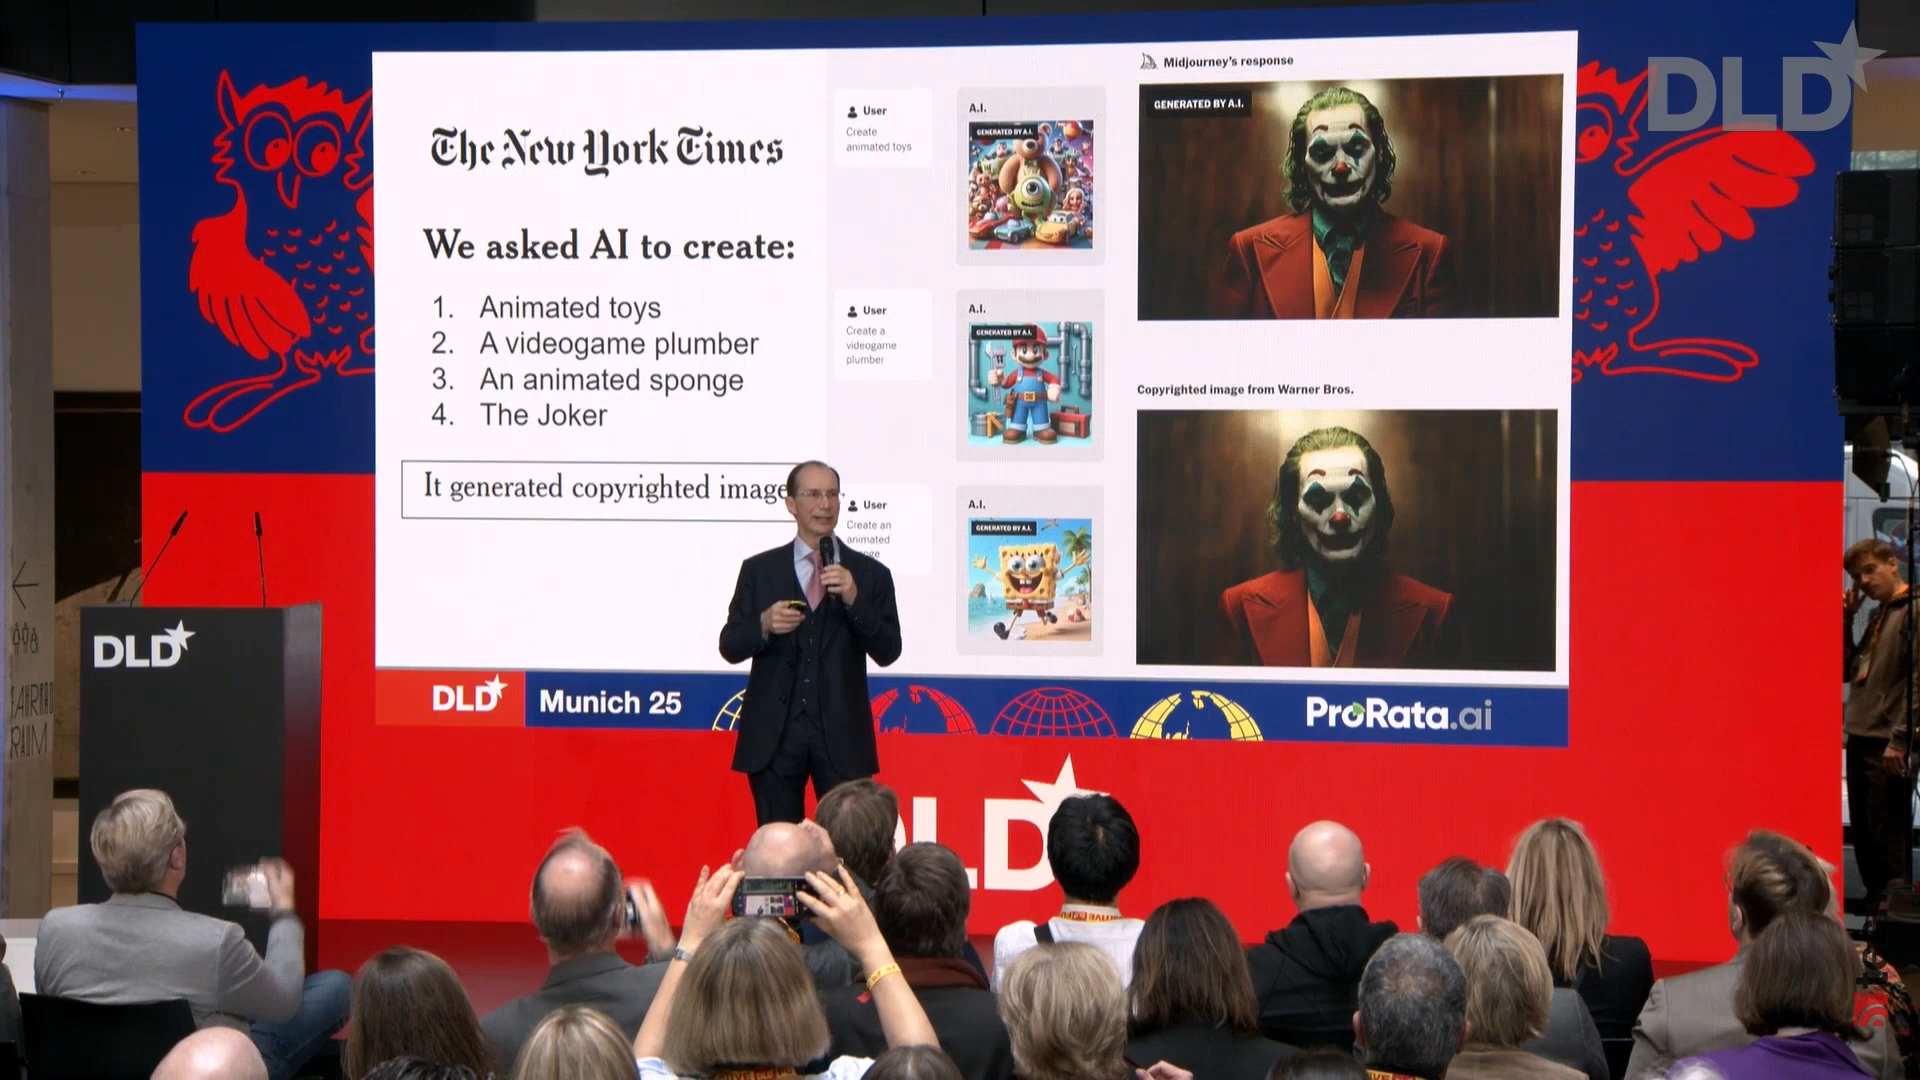 DLD
The New York Times
We asked AI to create:
1. Animated toys
2. A videogame plumber
3. An animated sponge
4. The Joker
It generated copyrighted image
User
Create
animated toys
User
Create a
videogame
plumber
User
Create an
animated
A.I.
GENERATED BY A.I.
A.I.
GENERATED BY A.I.
A.I.
GENERATED BY A.I.
Midjourney's response
GENERATED BY A.I.
Copyrighted image from Warner Bros.
DLD
Munich 25
ProRata.ai
DLD
DLD